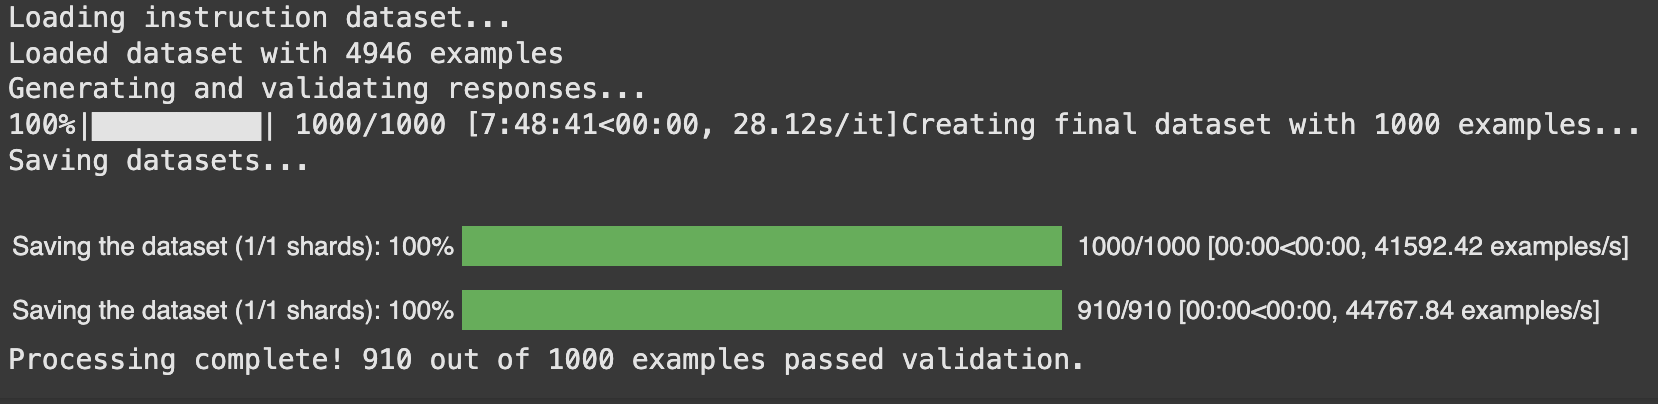 Loading instruction dataset...
Loaded dataset with 4946 examples
Generating and validating responses...
100%|██████████| 1000/1000 [7:48:41<00:00, 28.12s/it]Creating final dataset with 1000 examples...
Saving datasets...
Saving the dataset (1/1 shards): 100% 1000/1000 [00:00<00:00, 41592.42 examples/s]
Saving the dataset (1/1 shards): 100% 910/910 [00:00<00:00, 44767.84 examples/s]
Processing complete! 910 out of 1000 examples passed validation.